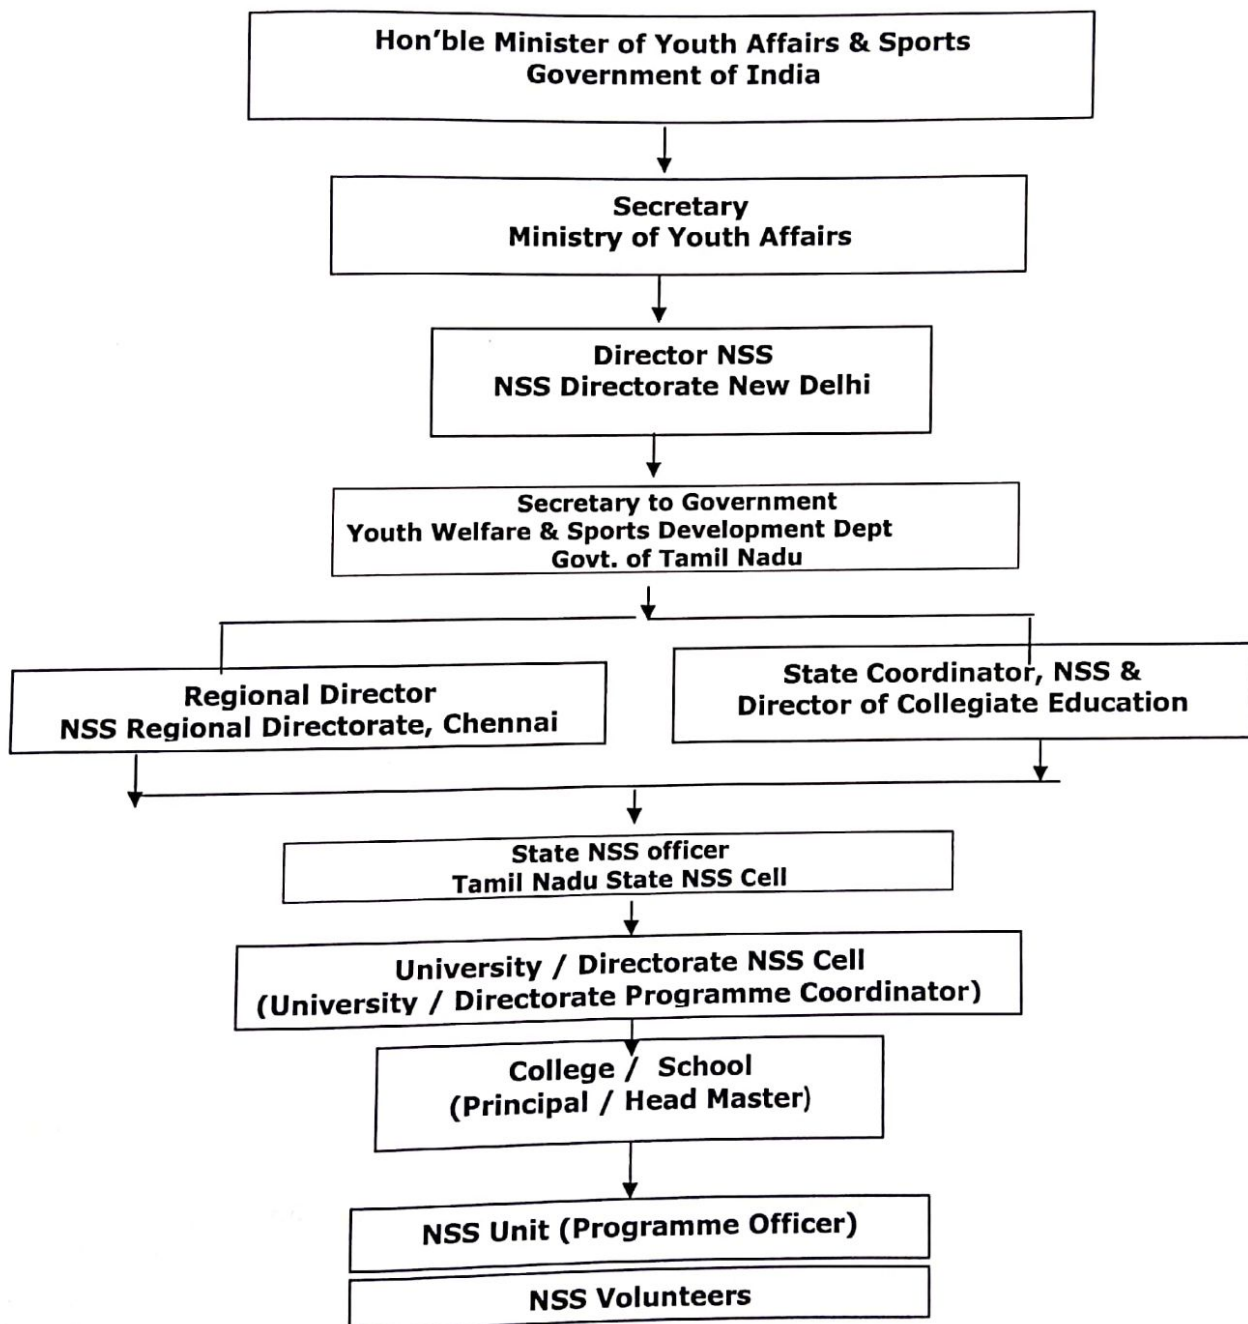 Hon'ble Minister of Youth Affairs & Sports
Government of India
Secretary
Ministry of Youth Affairs
Director NSS
NSS Directorate New Delhi
Secretary to Government
Youth Welfare & Sports Development Dept
Govt. of Tamil Nadu
Regional Director
NSS Regional Directorate, Chennai
State Coordinator, NSS &
Director of Collegiate Education
State NSS officer
Tamil Nadu State NSS Cell
University / Directorate NSS Cell
(University / Directorate Programme Coordinator)
College / School
(Principal / Head Master)
NSS Unit (Programme Officer)
NSS Volunteers